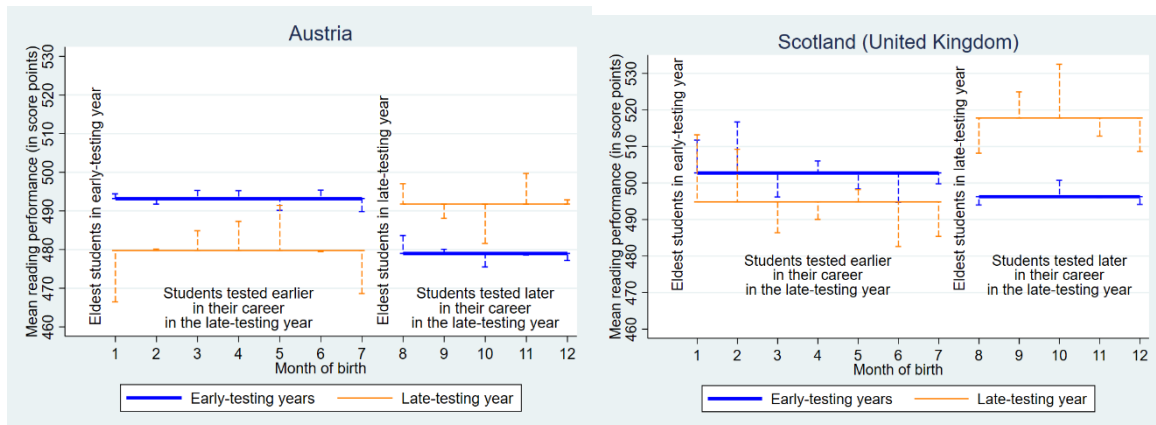 Austria
Mean reading performance (in score points)
530
520
510
500
490
480
470
460
Eldest students in early-testing year
Eldest students in late-testing year
Students tested earlier
in their career
in the late-testing year
Students tested later
in their career
in the late-testing year
1 2 3 4 5 6 7 8 9 10 11 12
Month of birth
Early-testing years Late-testing year
Scotland (United Kingdom)
Mean reading performance (in score points)
530
520
510
500
490
480
470
460
Eldest students in early-testing year
Eldest students in late-testing year
Students tested earlier
in their career
in the late-testing year
Students tested later
in their career
in the late-testing year
1 2 3 4 5 6 7 8 9 10 11 12
Month of birth
Early-testing years Late-testing year